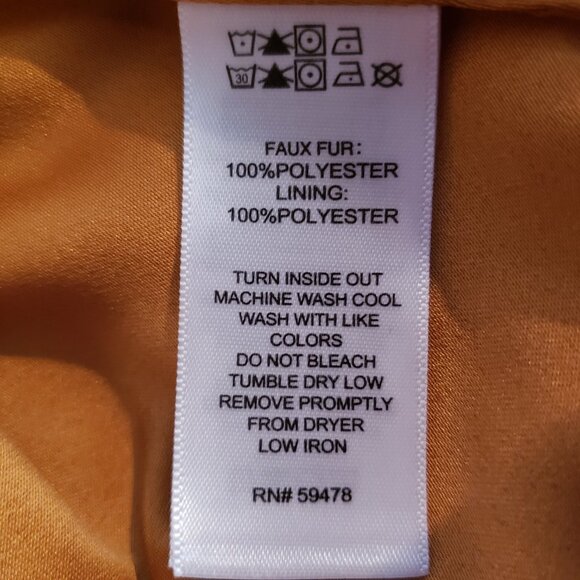 30
FAUX FUR:
100%POLYESTER
LINING:
100%POLYESTER
TURN INSIDE OUT
MACHINE WASH COOL
WASH WITH LIKE
COLORS
DO NOT BLEACH
TUMBLE DRY LOW
REMOVE PROMPTLY
FROM DRYER
LOW IRON
RN# 59478